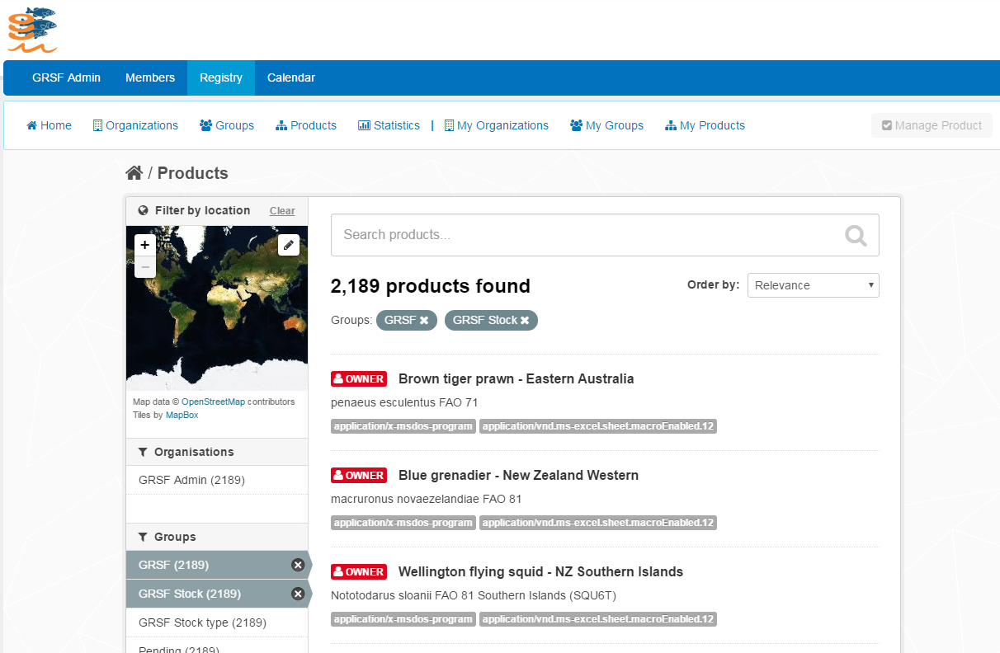 GRSF Admin Members Registry Calendar
Home Organizations Groups Products Statistics | My Organizations My Groups My Products Manage Product
/ Products
Filter by location Clear
+
−
Map data © OpenStreetMap contributors
Tiles by MapBox
Organisations
GRSF Admin (2189)
Groups
GRSF (2189)
GRSF Stock (2189)
GRSF Stock type (2189)
Pending (2189)
Search products...
2,189 products found
Order by: Relevance
Groups: GRSF GRSF Stock
OWNER Brown tiger prawn - Eastern Australia
penaeus esculentus FAO 71
application/x-msdos-program application/vnd.ms-excel.sheet.macroEnabled.12
OWNER Blue grenadier - New Zealand Western
macruronus novaezelandiae FAO 81
application/x-msdos-program application/vnd.ms-excel.sheet.macroEnabled.12
OWNER Wellington flying squid - NZ Southern Islands
Nototodarus sloanii FAO 81 Southern Islands (SQU6T)
application/x-msdos-program application/vnd.ms-excel.sheet.macroEnabled.12